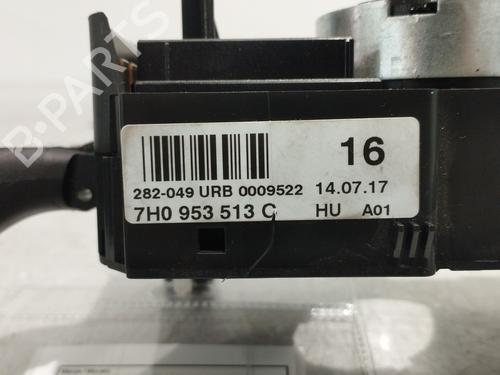 B-PARTS
16
282-049 URB 0009522 14.07.17
7H0 953 513 C HU A01